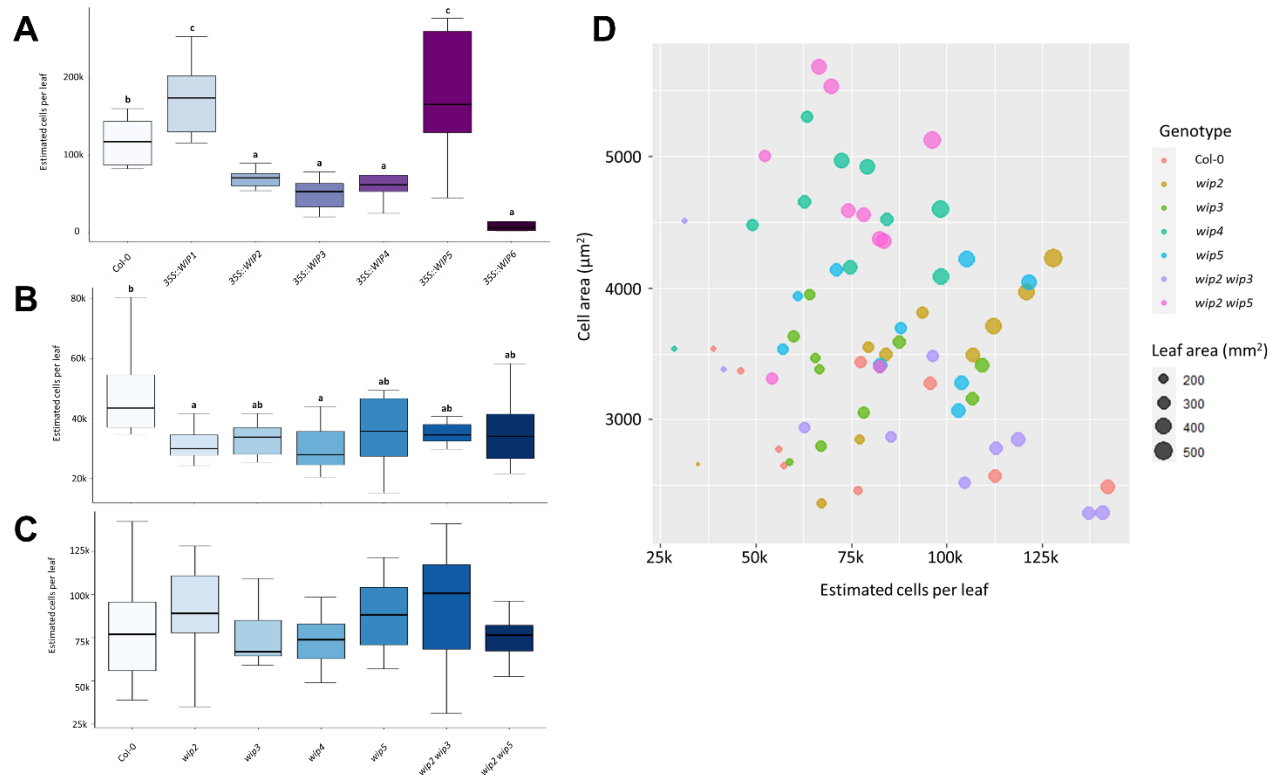 A
Estimated cells per leaf
200k
100k
0
b
c
a
a
a
c
a
Col-0
35S::WIP1
35S::WIP2
35S::WIP3
35S::WIP4
35S::WIP5
35S::WIP6
B
Estimated cells per leaf
80k
60k
40k
20k
b
a
ab
a
ab
ab
ab
C
Estimated cells per leaf
125k
100k
75k
50k
25k
Col-0
wip2
wip3
wip4
wip5
wip2 wip3
wip2 wip5
D
Cell area (µm²)
5000
4000
3000
25k 50k 75k 100k 125k
Estimated cells per leaf
Genotype
Col-0
wip2
wip3
wip4
wip5
wip2 wip3
wip2 wip5
Leaf area (mm²)
200
300
400
500